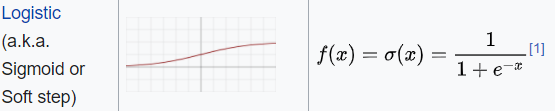 Logistic
(a.k.a.
Sigmoid or
Soft step)
f(x) = σ(x) = 1 / (1 + e^{-x}) [1]